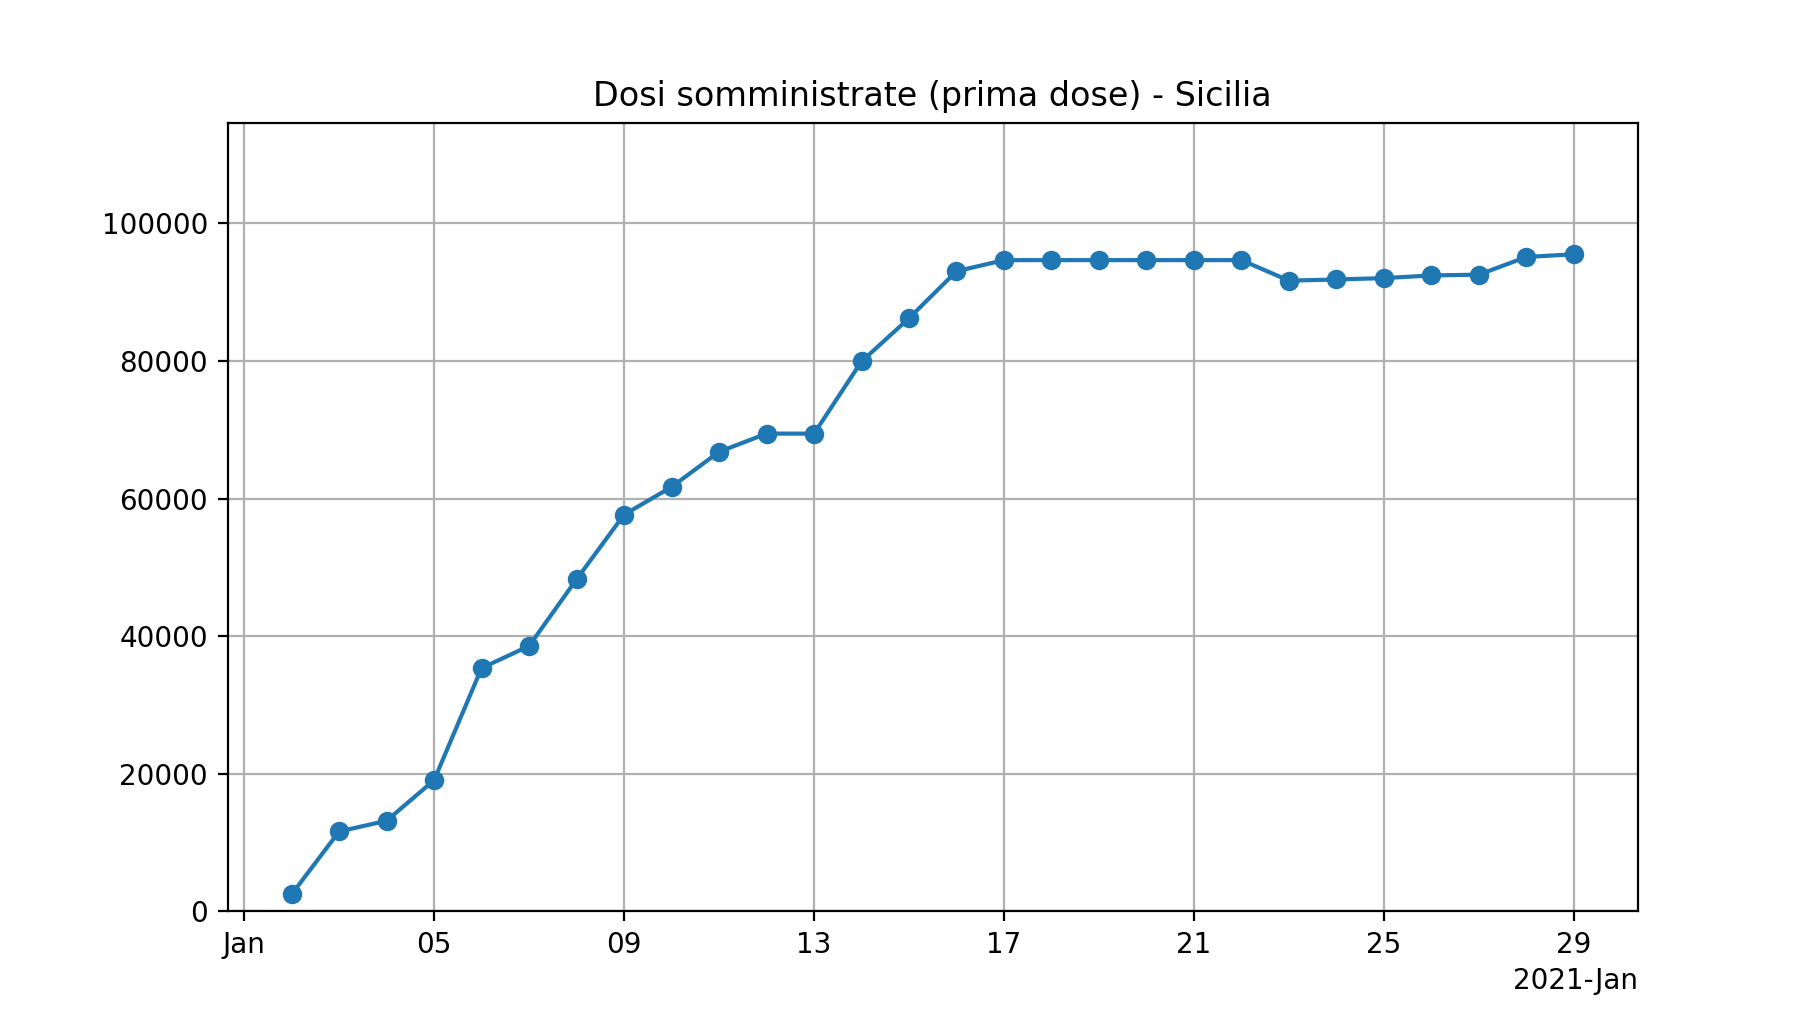 Dosi somministrate (prima dose) - Sicilia
100000
80000
60000
40000
20000
0
Jan 05 09 13 17 21 25 29
2021-Jan